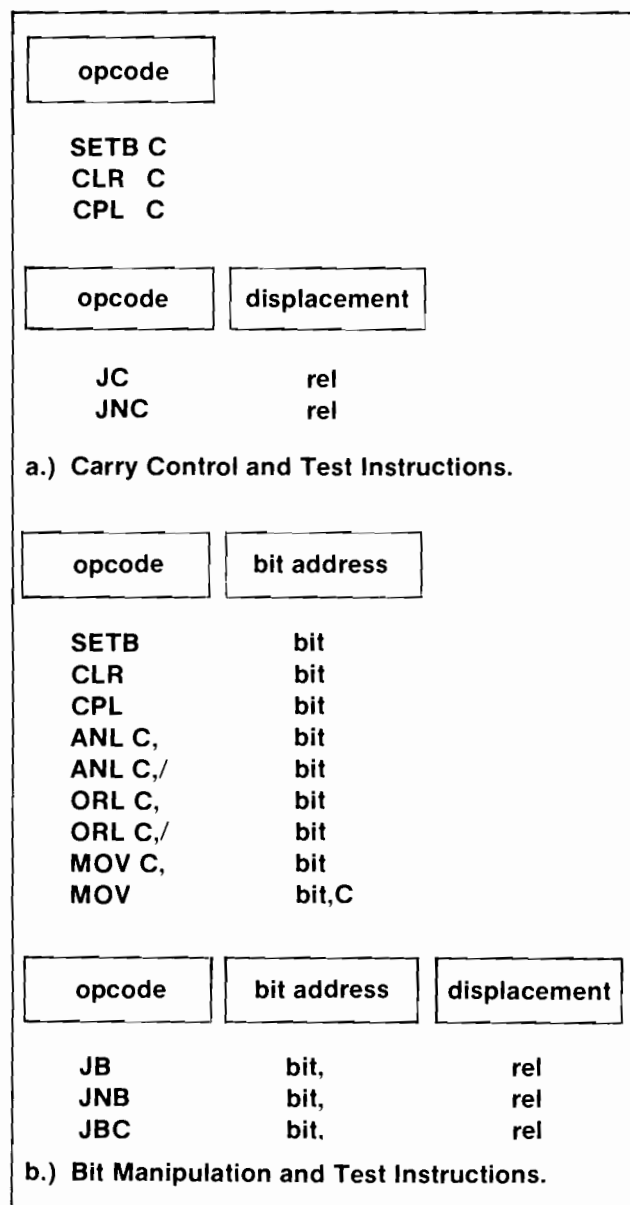 opcode
SETB C
CLR C
CPL C
opcode displacement
JC rel
JNC rel
a.) Carry Control and Test Instructions.
opcode bit address
SETB bit
CLR bit
CPL bit
ANL C, bit
ANL C,/ bit
ORL C, bit
ORL C,/ bit
MOV C, bit
MOV bit,C
opcode bit address displacement
JB bit, rel
JNB bit, rel
JBC bit. rel
b.) Bit Manipulation and Test Instructions.